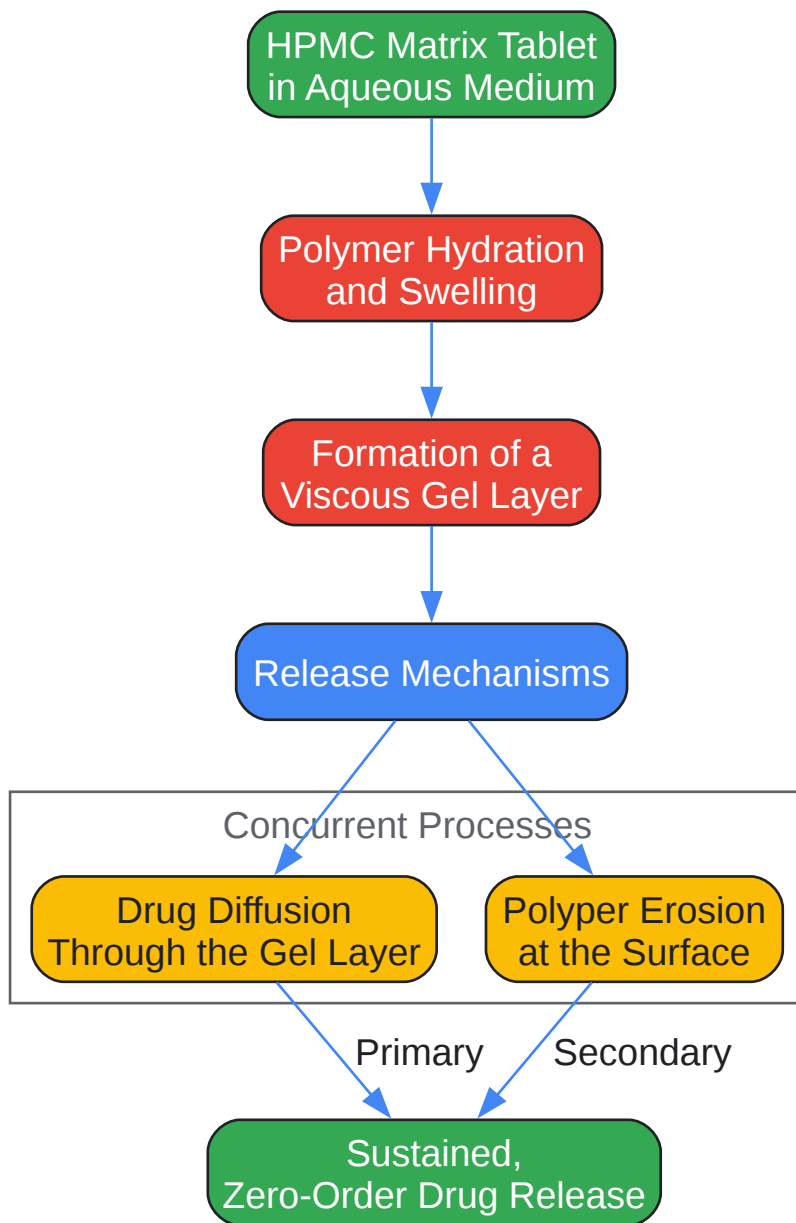 HPMC Matrix Tablet
in Aqueous Medium
Polymer Hydration
and Swelling
Formation of a
Viscous Gel Layer
Release Mechanisms
Concurrent Processes
Drug Diffusion
Through the Gel Layer
Polyper Erosion
at the Surface
Primary
Secondary
Sustained,
Zero-Order Drug Release